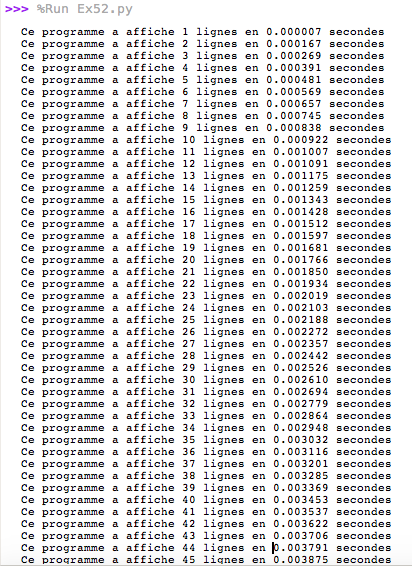 >>> %Run Ex52.py
Ce programme a affiche 1 lignes en 0.000007 secondes
Ce programme a affiche 2 lignes en 0.000167 secondes
Ce programme a affiche 3 lignes en 0.000269 secondes
Ce programme a affiche 4 lignes en 0.000391 secondes
Ce programme a affiche 5 lignes en 0.000481 secondes
Ce programme a affiche 6 lignes en 0.000569 secondes
Ce programme a affiche 7 lignes en 0.000657 secondes
Ce programme a affiche 8 lignes en 0.000745 secondes
Ce programme a affiche 9 lignes en 0.000838 secondes
Ce programme a affiche 10 lignes en 0.000922 secondes
Ce programme a affiche 11 lignes en 0.001007 secondes
Ce programme a affiche 12 lignes en 0.001091 secondes
Ce programme a affiche 13 lignes en 0.001175 secondes
Ce programme a affiche 14 lignes en 0.001259 secondes
Ce programme a affiche 15 lignes en 0.001343 secondes
Ce programme a affiche 16 lignes en 0.001428 secondes
Ce programme a affiche 17 lignes en 0.001512 secondes
Ce programme a affiche 18 lignes en 0.001597 secondes
Ce programme a affiche 19 lignes en 0.001681 secondes
Ce programme a affiche 20 lignes en 0.001766 secondes
Ce programme a affiche 21 lignes en 0.001850 secondes
Ce programme a affiche 22 lignes en 0.001934 secondes
Ce programme a affiche 23 lignes en 0.002019 secondes
Ce programme a affiche 24 lignes en 0.002103 secondes
Ce programme a affiche 25 lignes en 0.002188 secondes
Ce programme a affiche 26 lignes en 0.002272 secondes
Ce programme a affiche 27 lignes en 0.002357 secondes
Ce programme a affiche 28 lignes en 0.002442 secondes
Ce programme a affiche 29 lignes en 0.002526 secondes
Ce programme a affiche 30 lignes en 0.002610 secondes
Ce programme a affiche 31 lignes en 0.002694 secondes
Ce programme a affiche 32 lignes en 0.002779 secondes
Ce programme a affiche 33 lignes en 0.002864 secondes
Ce programme a affiche 34 lignes en 0.002948 secondes
Ce programme a affiche 35 lignes en 0.003032 secondes
Ce programme a affiche 36 lignes en 0.003116 secondes
Ce programme a affiche 37 lignes en 0.003201 secondes
Ce programme a affiche 38 lignes en 0.003285 secondes
Ce programme a affiche 39 lignes en 0.003369 secondes
Ce programme a affiche 40 lignes en 0.003453 secondes
Ce programme a affiche 41 lignes en 0.003537 secondes
Ce programme a affiche 42 lignes en 0.003622 secondes
Ce programme a affiche 43 lignes en 0.003706 secondes
Ce programme a affiche 44 lignes en 0.003791 secondes
Ce programme a affiche 45 lignes en 0.003875 secondes